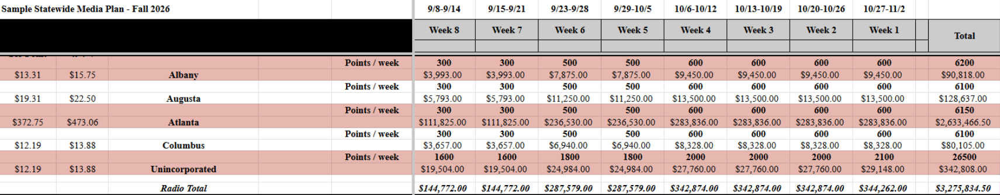 Sample Statewide Media Plan - Fall 2026 9/8-9/14 9/15-9/21 9/23-9/28 9/29-10/5 10/6-10/12 10/13-10/19 10/20-10/26 10/27-11/2
Week 8 Week 7 Week 6 Week 5 Week 4 Week 3 Week 2 Week 1 Total
Points / week 300 300 500 500 600 600 600 600 6200
$13.31 $15.75 Albany $3,993.00 $3,993.00 $7,875.00 $7,875.00 $9,450.00 $9,450.00 $9,450.00 $9,450.00 $90,818.00
Points / week 300 300 500 500 600 600 600 600 6100
$19.31 $22.50 Augusta $5,793.00 $5,793.00 $11,250.00 $11,250.00 $13,500.00 $13,500.00 $13,500.00 $13,500.00 $128,637.00
Points / week 300 300 500 500 600 600 600 600 6150
$372.75 $473.06 Atlanta $111,825.00 $111,825.00 $236,530.00 $236,530.00 $283,836.00 $283,836.00 $283,836.00 $283,836.00 $2,633,466.50
Points / week 300 300 500 500 600 600 600 600 6100
$12.19 $13.88 Columbus $3,657.00 $3,657.00 $6,940.00 $6,940.00 $8,328.00 $8,328.00 $8,328.00 $8,328.00 $80,105.00
Points / week 1600 1600 1800 1800 2000 2000 2000 2100 26500
$12.19 $13.88 Unincorporated $19,504.00 $19,504.00 $24,984.00 $24,984.00 $27,760.00 $27,760.00 $27,760.00 $29,148.00 $342,808.00
Radio Total $144,772.00 $144,772.00 $287,579.00 $287,579.00 $342,874.00 $342,874.00 $342,874.00 $344,262.00 $3,275,834.50